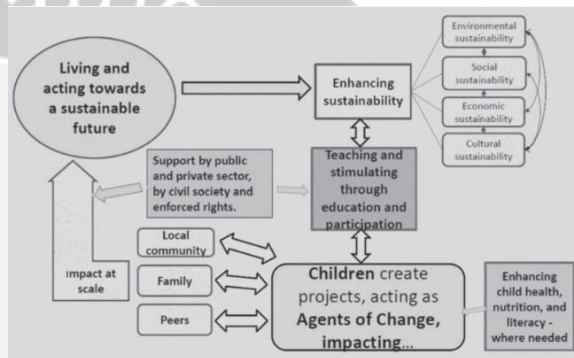 Living and
acting towards
a sustainable
future
Enhancing
sustainability
Environmental
sustainability
Social
sustainability
Economic
sustainability
Cultural
sustainability
Support by public
and private sector,
by civil society and
enforced rights.
Teaching and
stimulating
through
education and
participation
Impact at
scale
Local
community
Family
Peers
Children create
projects, acting as
Agents of Change,
impacting...
Enhancing
child health,
nutrition, and
literacy -
where needed